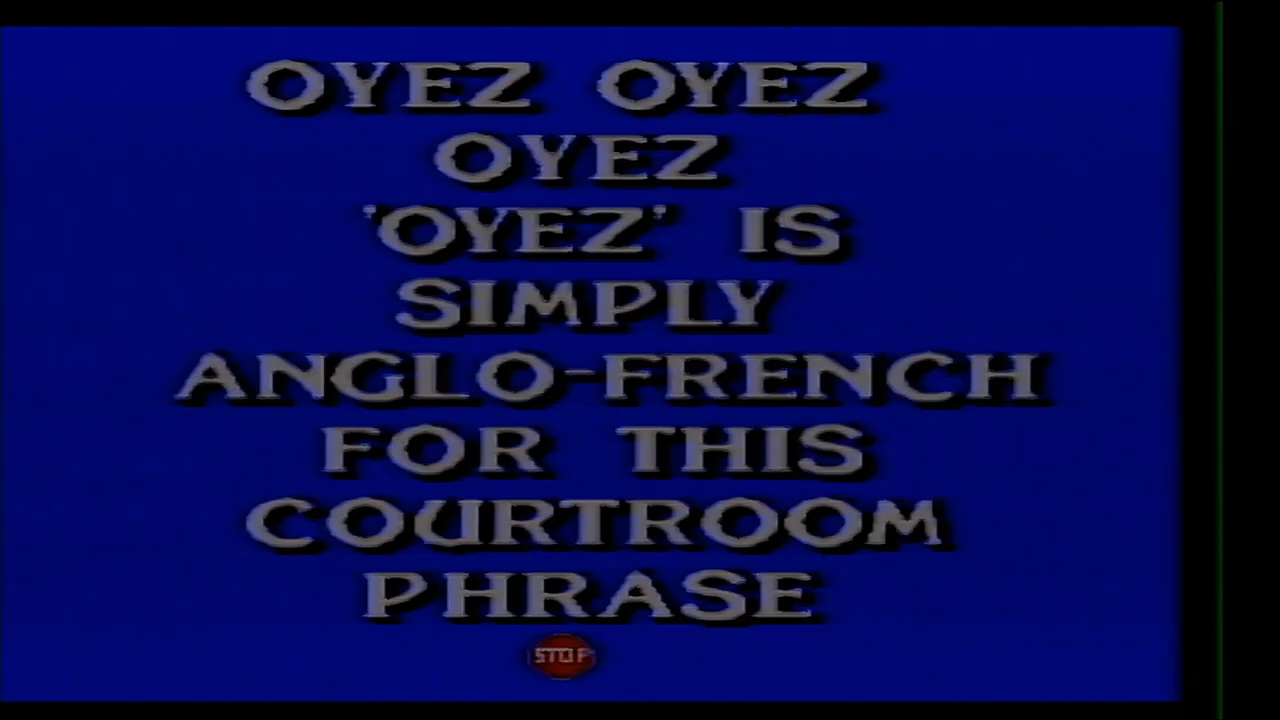 OYEZ OYEZ
OYEZ
'OYEZ' IS
SIMPLY
ANGLO-FRENCH
FOR THIS
COURTROOM
PHRASE
STOP